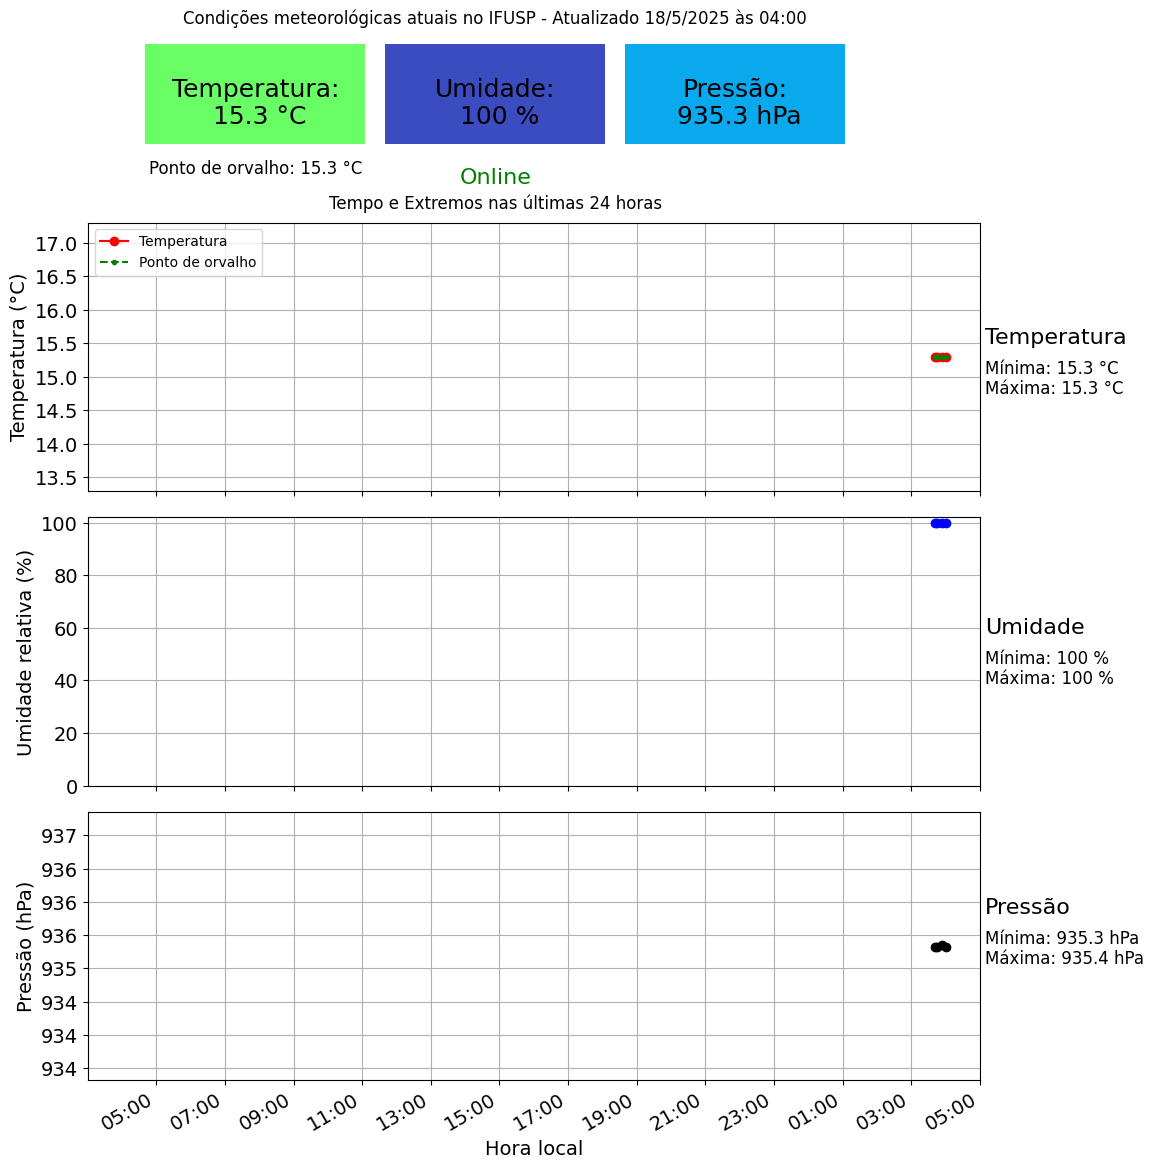 Condições meteorológicas atuais no IFUSP - Atualizado 18/5/2025 às 04:00
Temperatura:
15.3 °C
Umidade:
100 %
Pressão:
935.3 hPa
Ponto de orvalho: 15.3 °C
Online
Tempo e Extremos nas últimas 24 horas
Temperatura (°C)
17.0
16.5
16.0
15.5
15.0
14.5
14.0
13.5
Temperatura
Ponto de orvalho
Temperatura
Mínima: 15.3 °C
Máxima: 15.3 °C
Umidade relativa (%)
100
80
60
40
20
0
Umidade
Mínima: 100 %
Máxima: 100 %
Pressão (hPa)
937
936
936
936
935
934
934
934
Pressão
Mínima: 935.3 hPa
Máxima: 935.4 hPa
05:00 07:00 09:00 11:00 13:00 15:00 17:00 19:00 21:00 23:00 01:00 03:00 05:00
Hora local